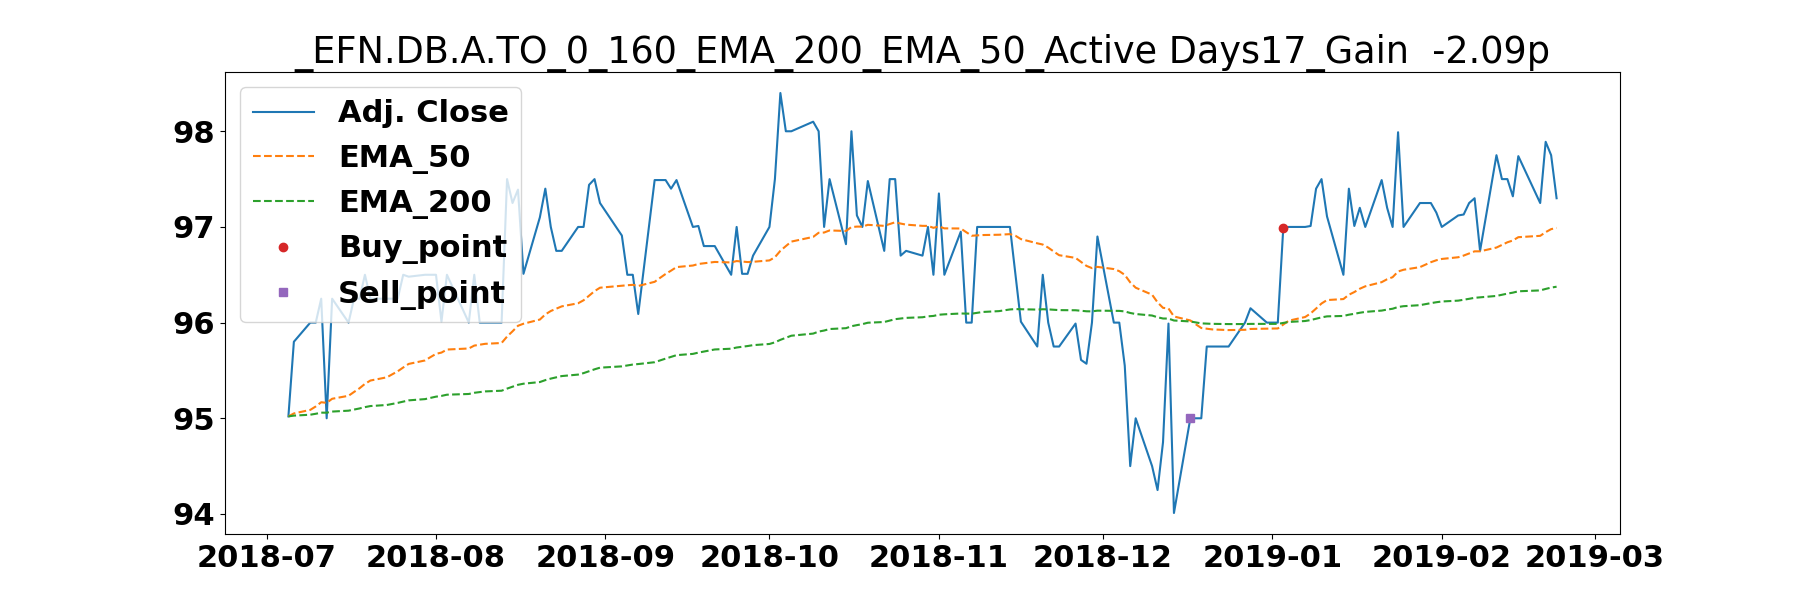 _EFN.DB.A.TO_0_160_EMA_200_EMA_50_Active Days17_Gain  -2.09p
Adj. Close
EMA_50
EMA_200
Buy_point
Sell_point
98
97
96
95
94
2018-07 2018-08 2018-09 2018-10 2018-11 2018-12 2019-01 2019-02 2019-03